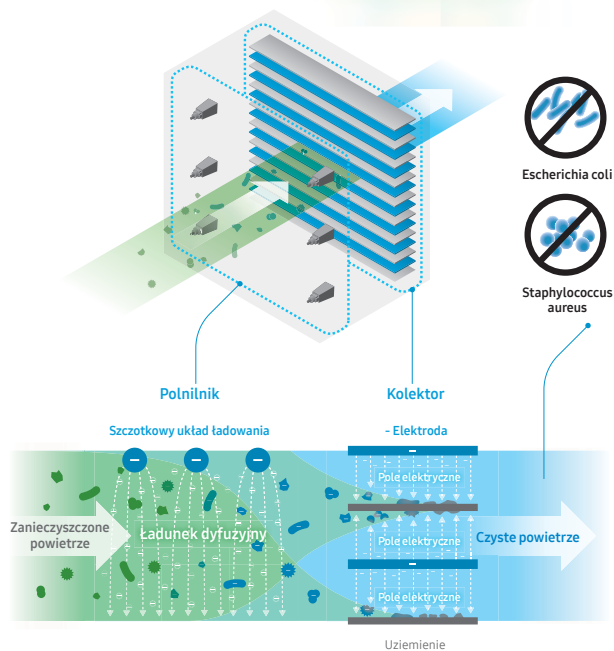 Escherichia coli
Staphylococcus
aureus
Polnilnik
Kolektor
Szczotkowy układ ładowania
- Elektroda
Pole elektryczne
Zanieczyszczone
powietrze
Ładunek dyfuzyjny
Pole elektryczne
Czyste powietrze
Pole elektryczne
Uziemienie